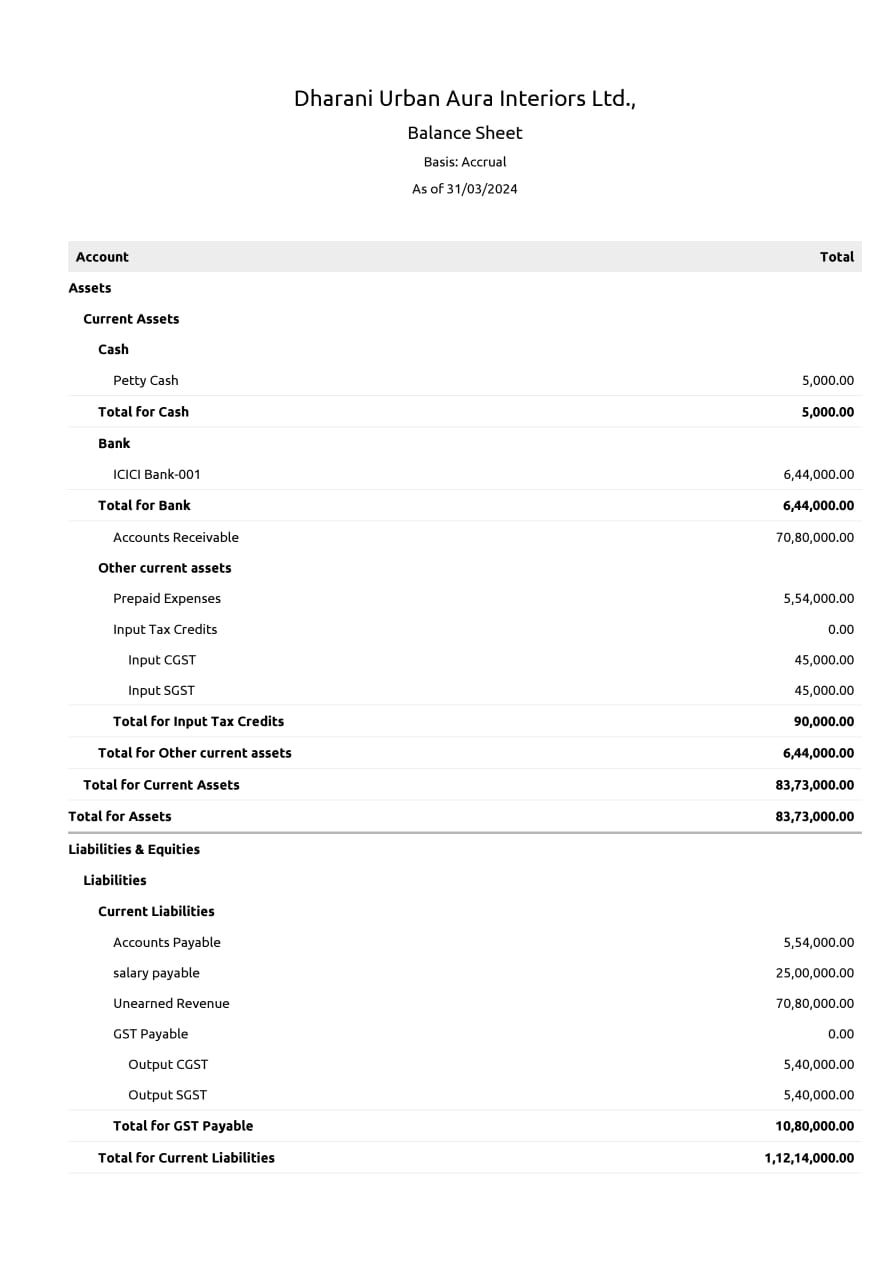 Dharani Urban Aura Interiors Ltd.,
Balance Sheet
Basis: Accrual
As of 31/03/2024
Account Total
Assets
Current Assets
Cash
Petty Cash 5,000.00
Total for Cash 5,000.00
Bank
ICICI Bank-001 6,44,000.00
Total for Bank 6,44,000.00
Accounts Receivable 70,80,000.00
Other current assets
Prepaid Expenses 5,54,000.00
Input Tax Credits 0.00
Input CGST 45,000.00
Input SGST 45,000.00
Total for Input Tax Credits 90,000.00
Total for Other current assets 6,44,000.00
Total for Current Assets 83,73,000.00
Total for Assets 83,73,000.00
Liabilities & Equities
Liabilities
Current Liabilities
Accounts Payable 5,54,000.00
salary payable 25,00,000.00
Unearned Revenue 70,80,000.00
GST Payable 0.00
Output CGST 5,40,000.00
Output SGST 5,40,000.00
Total for GST Payable 10,80,000.00
Total for Current Liabilities 1,12,14,000.00